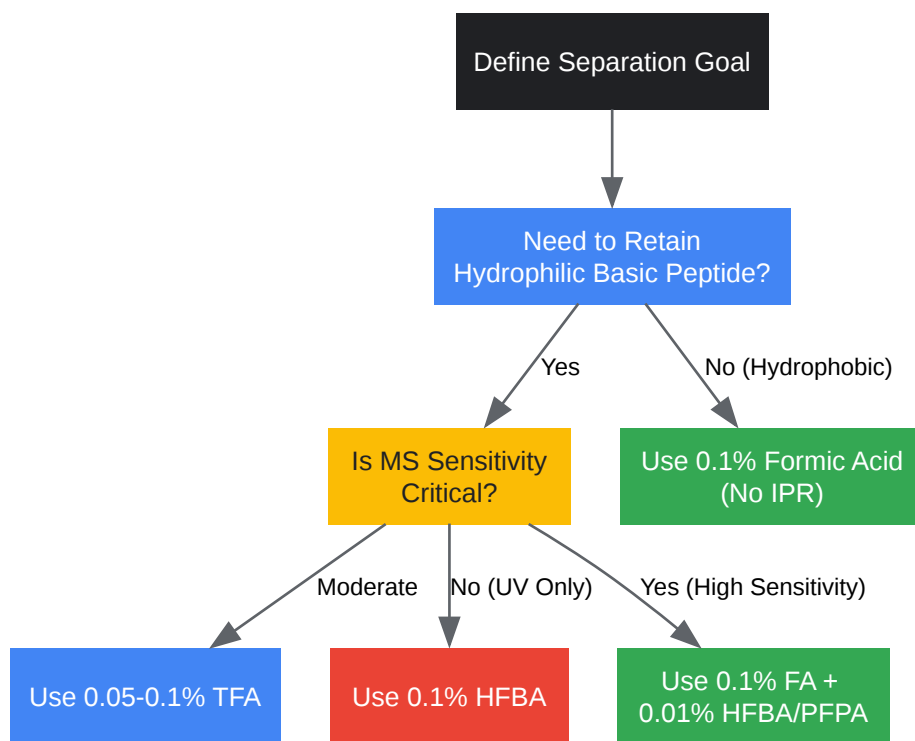 Define Separation Goal
Need to Retain
Hydrophilic Basic Peptide?
Yes
No (Hydrophobic)
Is MS Sensitivity
Critical?
Use 0.1% Formic Acid
(No IPR)
Moderate
No (UV Only)
Yes (High Sensitivity)
Use 0.05-0.1% TFA
Use 0.1% HFBA
Use 0.1% FA +
0.01% HFBA/PFPA